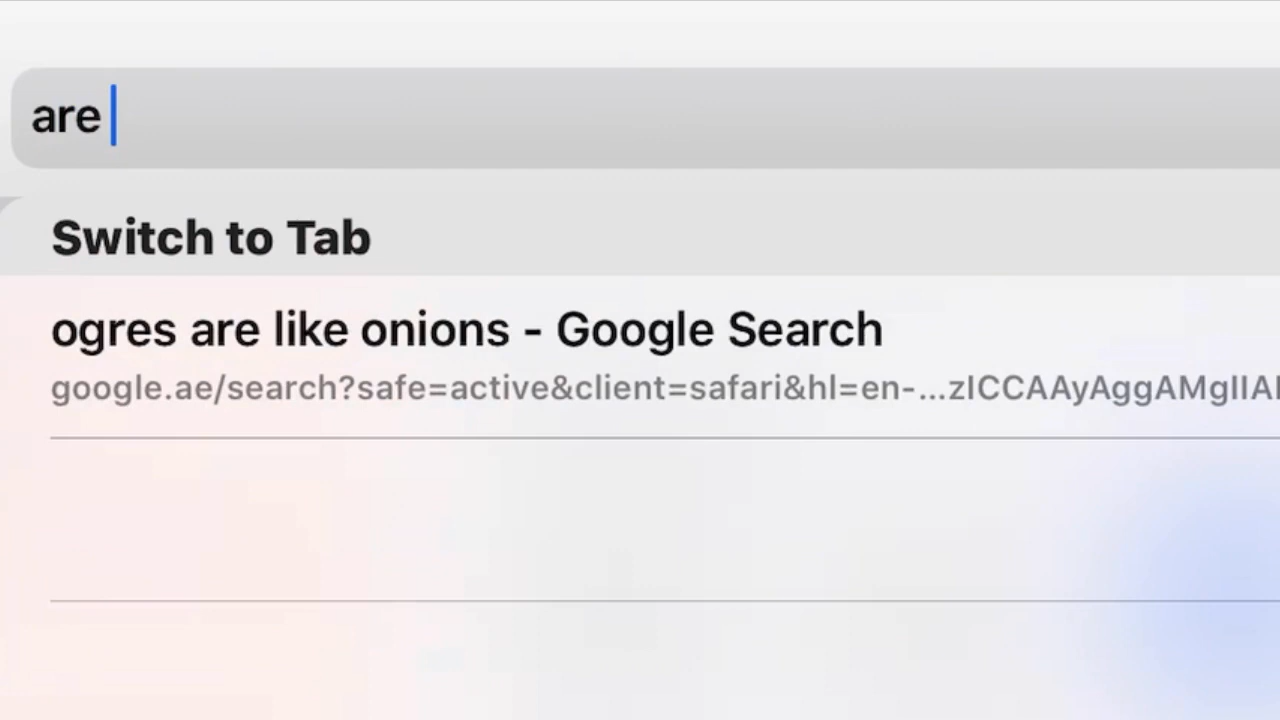 are
Switch to Tab
ogres are like onions - Google Search
google.ae/search?safe=active&client=safari&hl=en-...zICCAAyAggAMgIIAI